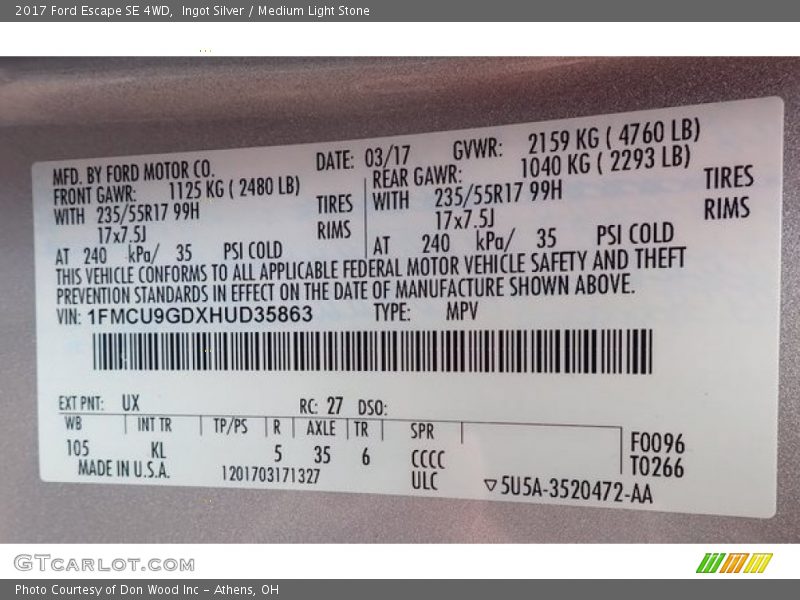 2017 Ford Escape SE 4WD,  Ingot Silver / Medium Light Stone
MFD. BY FORD MOTOR CO.
DATE: 03/17
GVWR: 2159 KG ( 4760 LB)
FRONT GAWR: 1125 KG ( 2480 LB)
REAR GAWR: 1040 KG ( 2293 LB)
WITH 235/55R17 99H TIRES
WITH 235/55R17 99H TIRES
17x7.5J RIMS
17x7.5J RIMS
AT 240 kPa/ 35 PSI COLD
AT 240 kPa/ 35 PSI COLD
THIS VEHICLE CONFORMS TO ALL APPLICABLE FEDERAL MOTOR VEHICLE SAFETY AND THEFT
PREVENTION STANDARDS IN EFFECT ON THE DATE OF MANUFACTURE SHOWN ABOVE.
VIN: 1FMCU9GDXHUD35863 TYPE: MPV
EXT PNT: UX RC: 27 DSO:
WB INT TR TP/PS R AXLE TR SPR
105 KL 5 35 6 CCCC
F0096
T0266
MADE IN U.S.A. 1201703171327 ULC ▽5U5A-3520472-AA
GTCARLOT.COM
Photo Courtesy of Don Wood Inc – Athens, OH